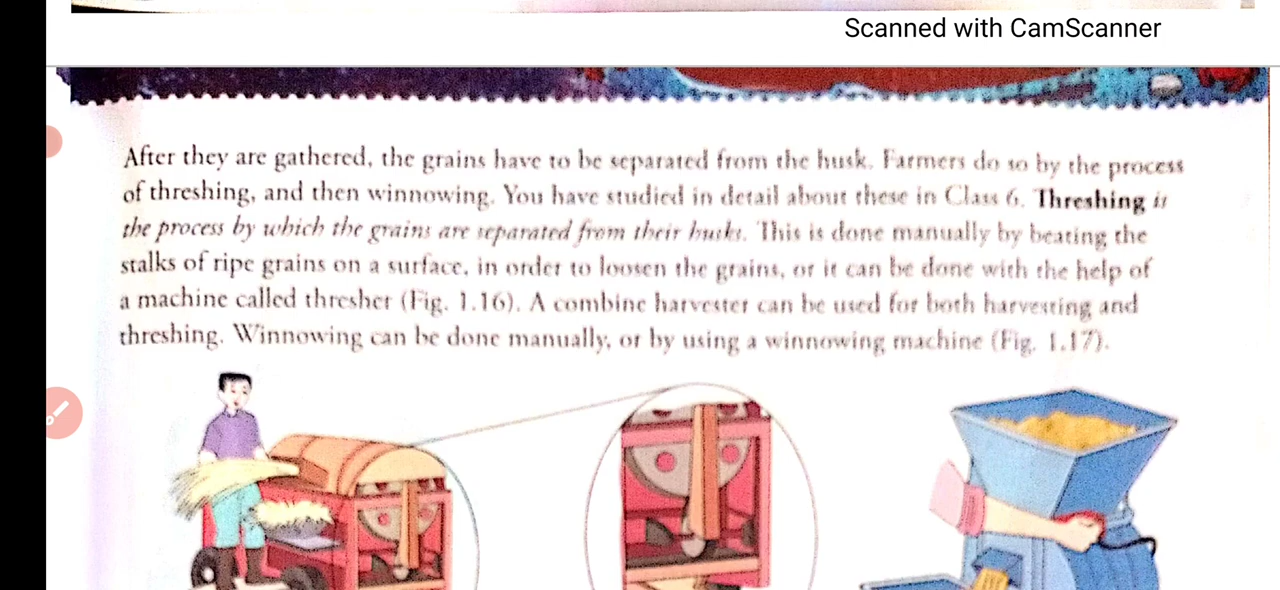 Scanned with CamScanner
After they are gathered, the grains have to be separated from the husk. Farmers do so by the process
of threshing, and then winnowing. You have studied in detail about these in Class 6. Threshing is
the process by which the grains are separated from their husks. This is done manually by beating the
stalks of ripe grains on a surface, in order to loosen the grains, or it can be done with the help of
a machine called thresher (Fig. 1.16). A combine harvester can be used for both harvesting and
threshing. Winnowing can be done manually, or by using a winnowing machine (Fig. 1.17).